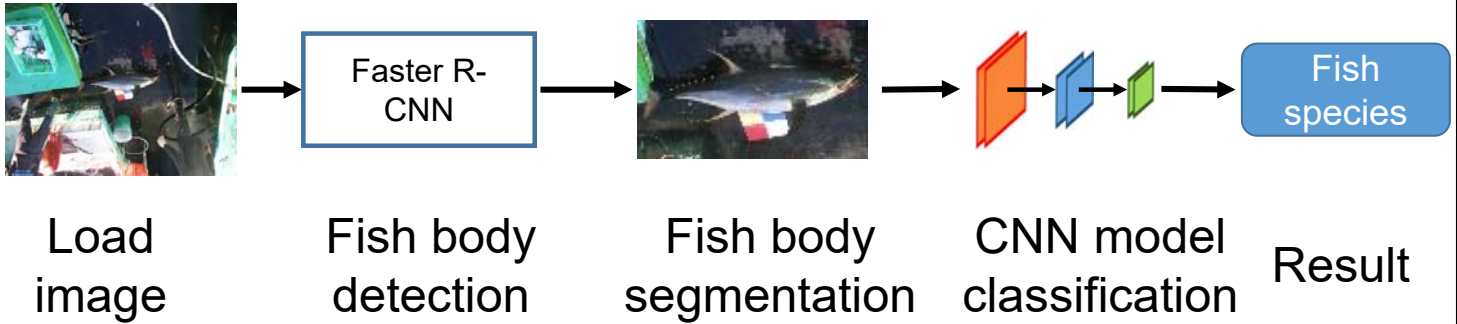 Faster R-
CNN
Fish
species
Load
image
Fish body
detection
Fish body
segmentation
CNN model
classification
Result